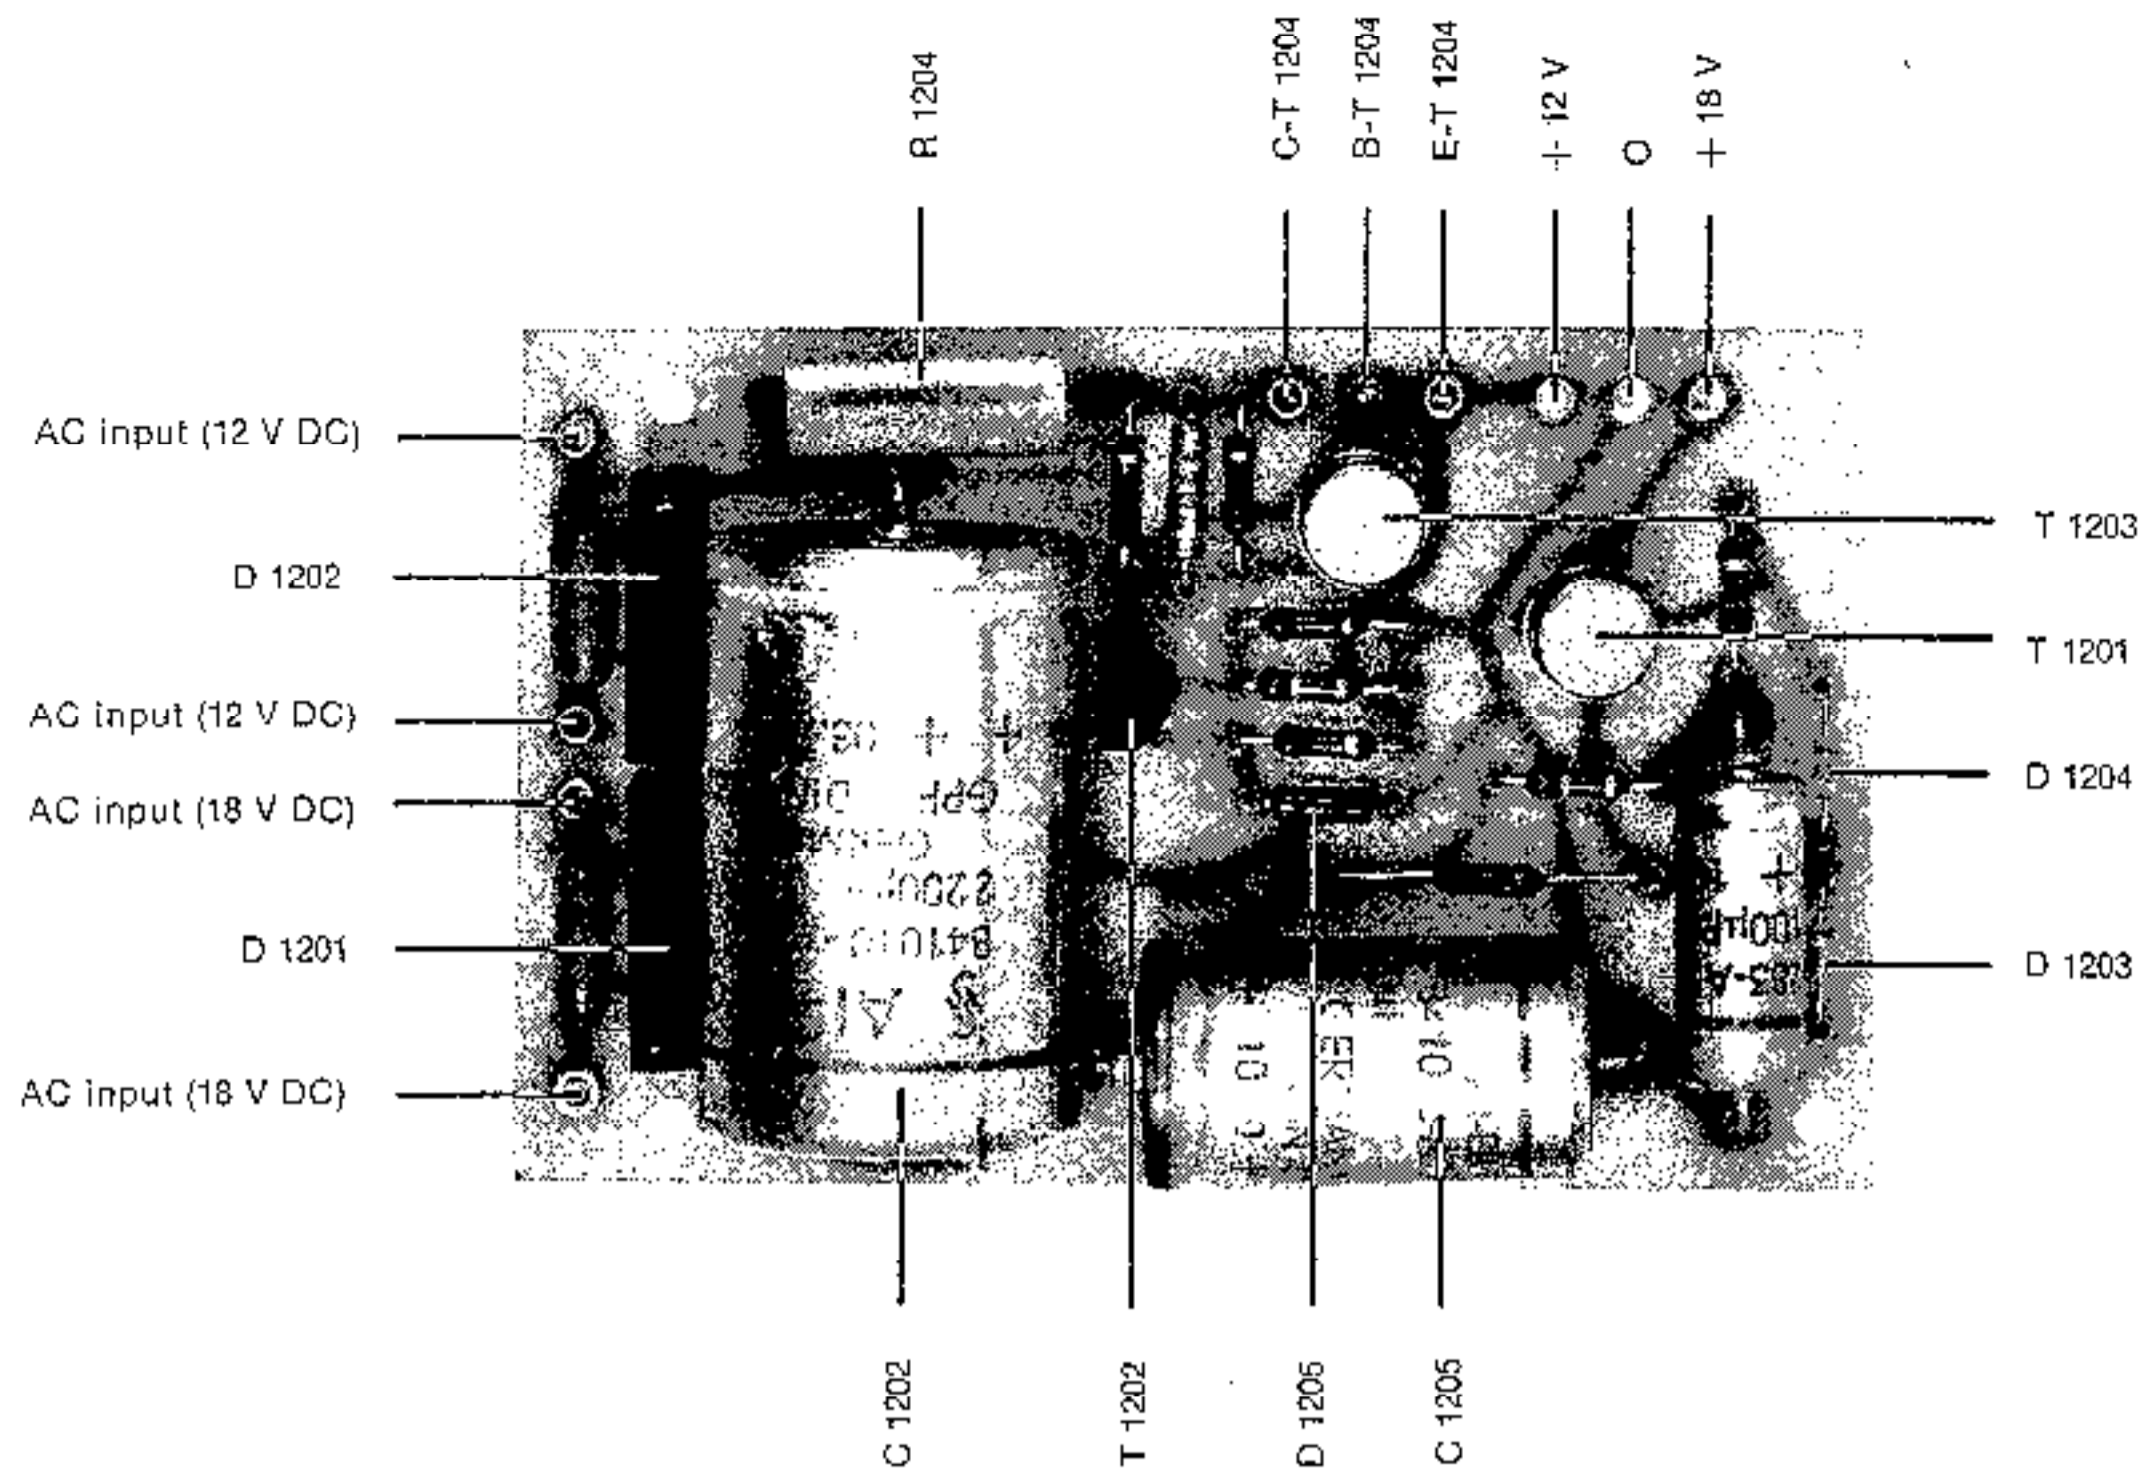 R 1204
C-T 1204
B-T 1204
E-T 1204
+ 12 V
O
+ 18 V
AC input (12 V DC)
D 1202
AC input (12 V DC)
AC input (18 V DC)
D 1201
AC input (18 V DC)
T 1203
T 1201
D 1204
D 1203
100µF
C 1202
T 1202
D 1205
C 1205